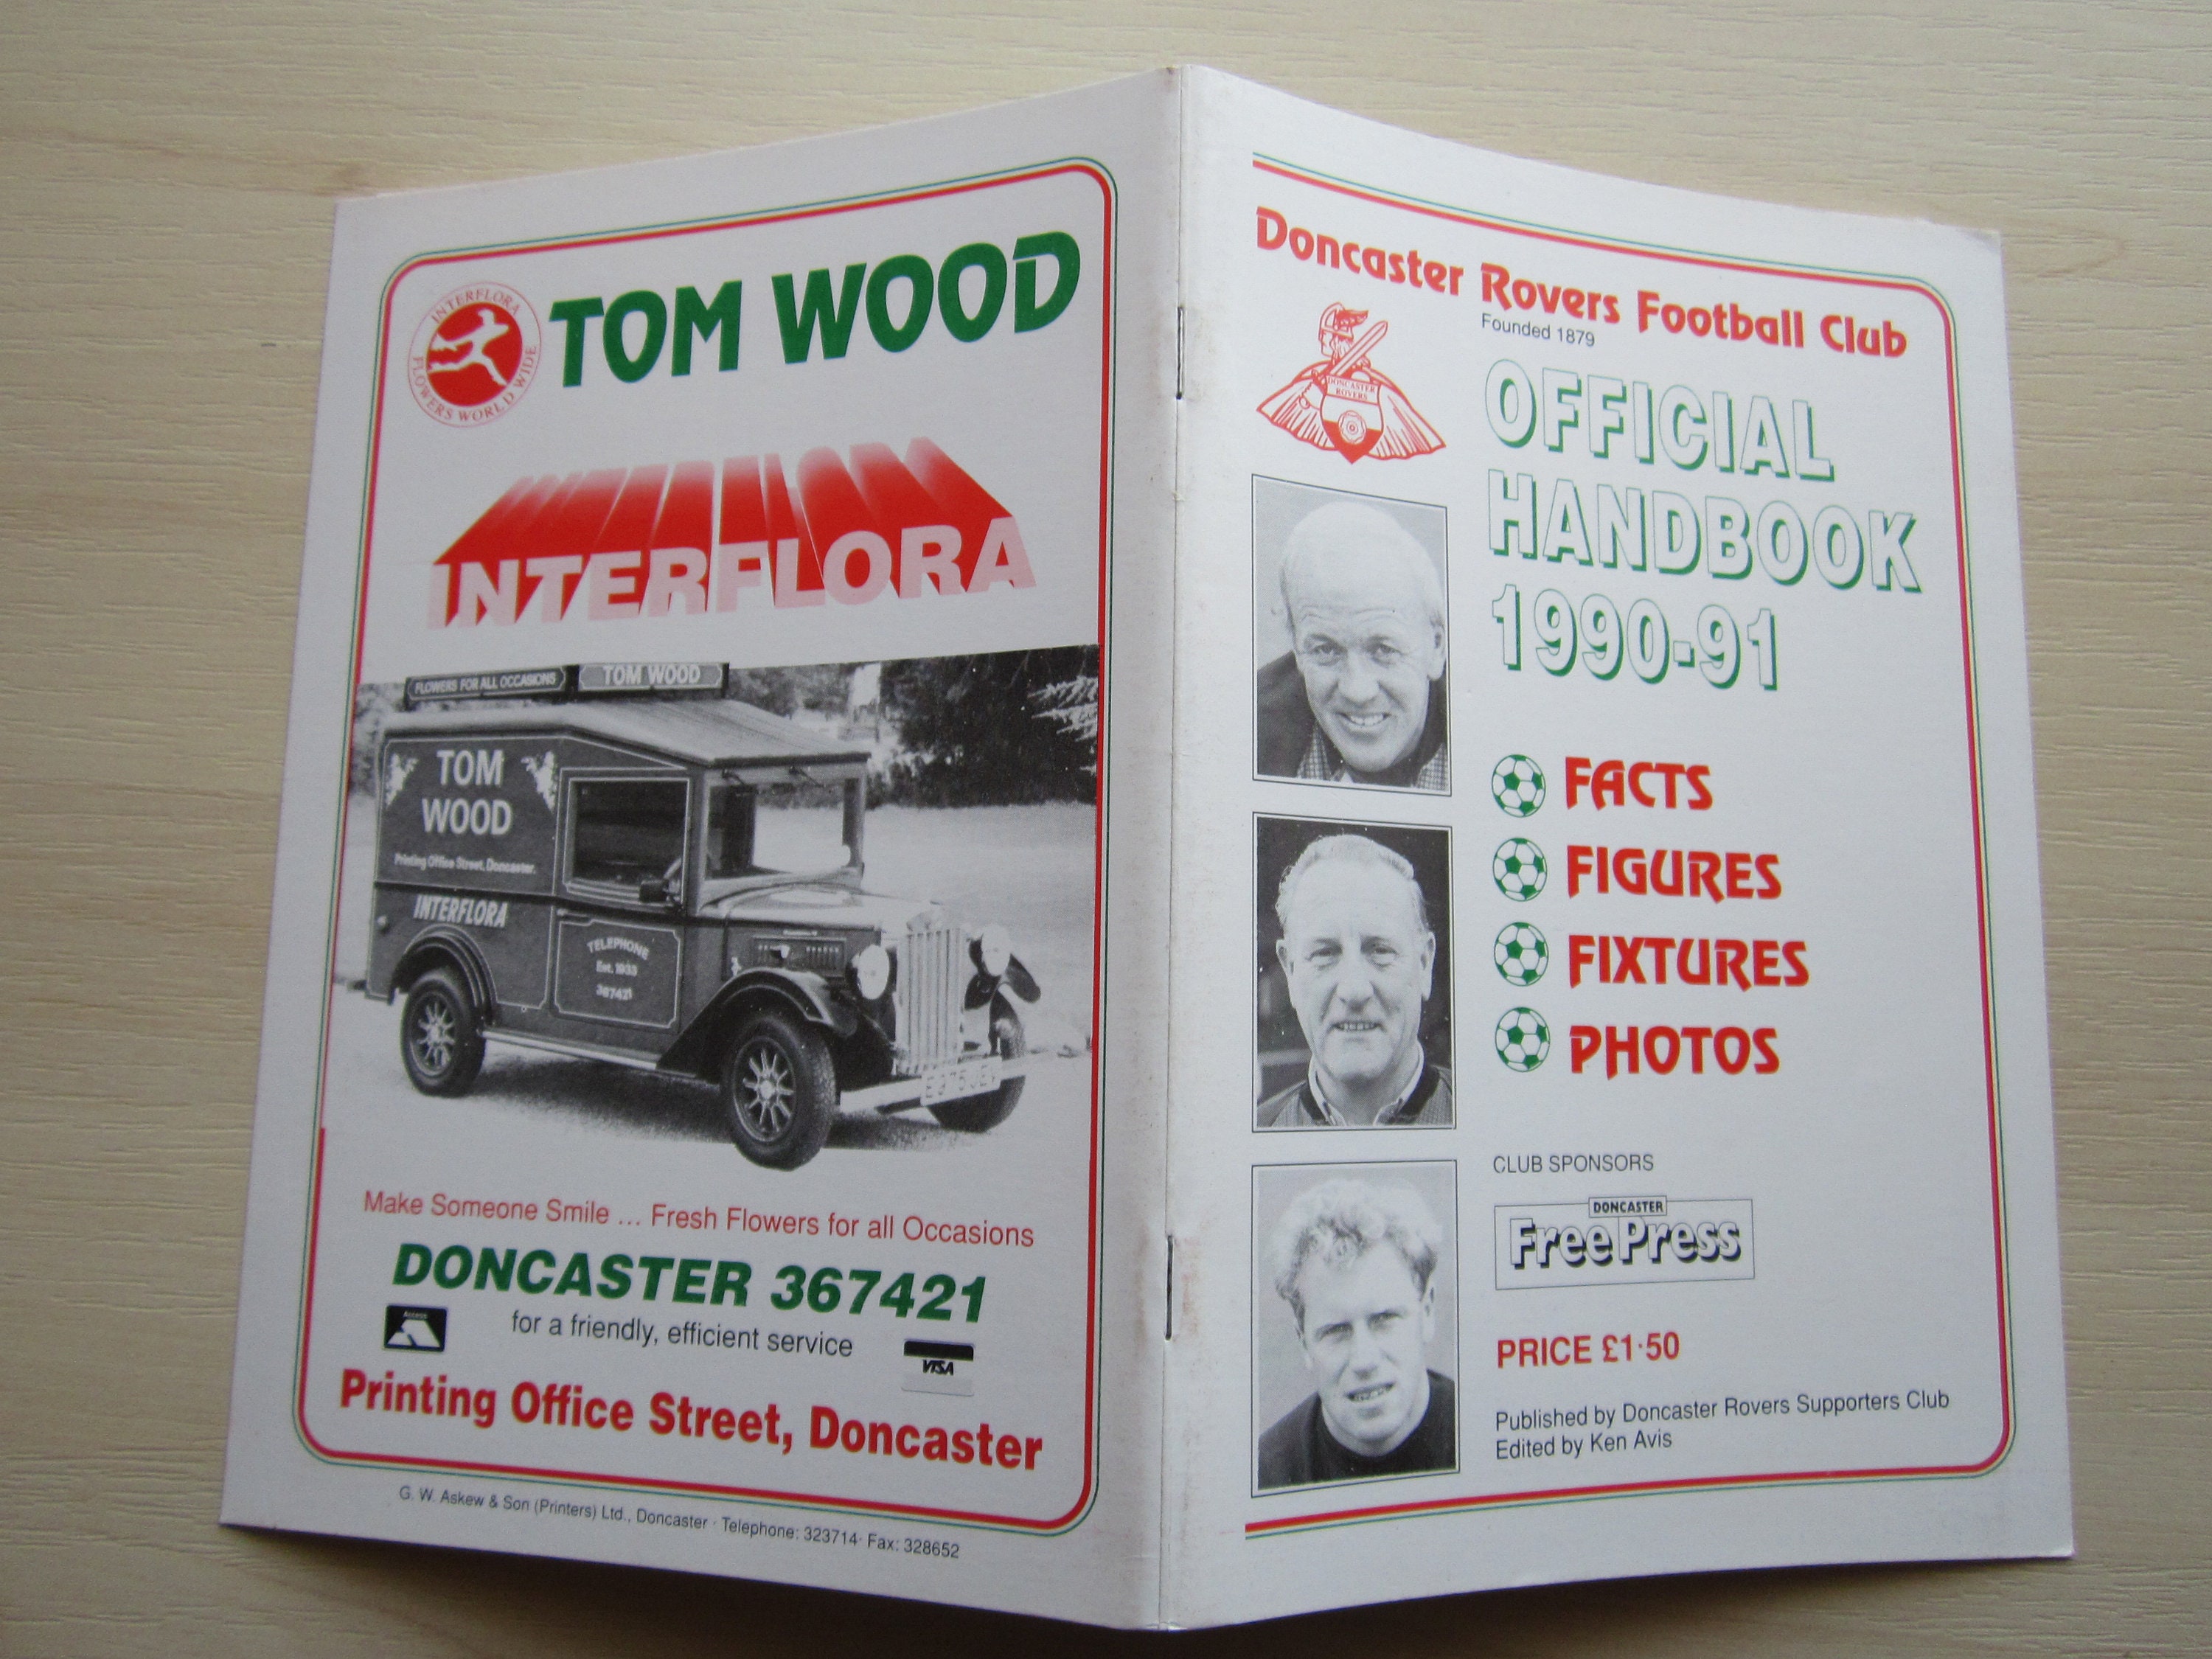 INTERFLORA
FLOWERS WORLD WIDE
TOM WOOD
INTERFLORA
FLOWERS FOR ALL OCCASIONS
TOM WOOD
TOM
WOOD
Printing Office Street, Doncaster.
INTERFLORA
TELEPHONE
Est. 1933
367421
Make Someone Smile ... Fresh Flowers for all Occasions
DONCASTER 367421
Access
for a friendly, efficient service
VISA
Printing Office Street, Doncaster
G. W. Askew & Son (Printers) Ltd., Doncaster · Telephone: 323714 · Fax: 328652
Doncaster Rovers Football Club
Founded 1879
DONCASTER
ROVERS
OFFICIAL
HANDBOOK
1990-91
FACTS
FIGURES
FIXTURES
PHOTOS
CLUB SPONSORS
DONCASTER
Free Press
PRICE £1·50
Published by Doncaster Rovers Supporters Club
Edited by Ken Avis